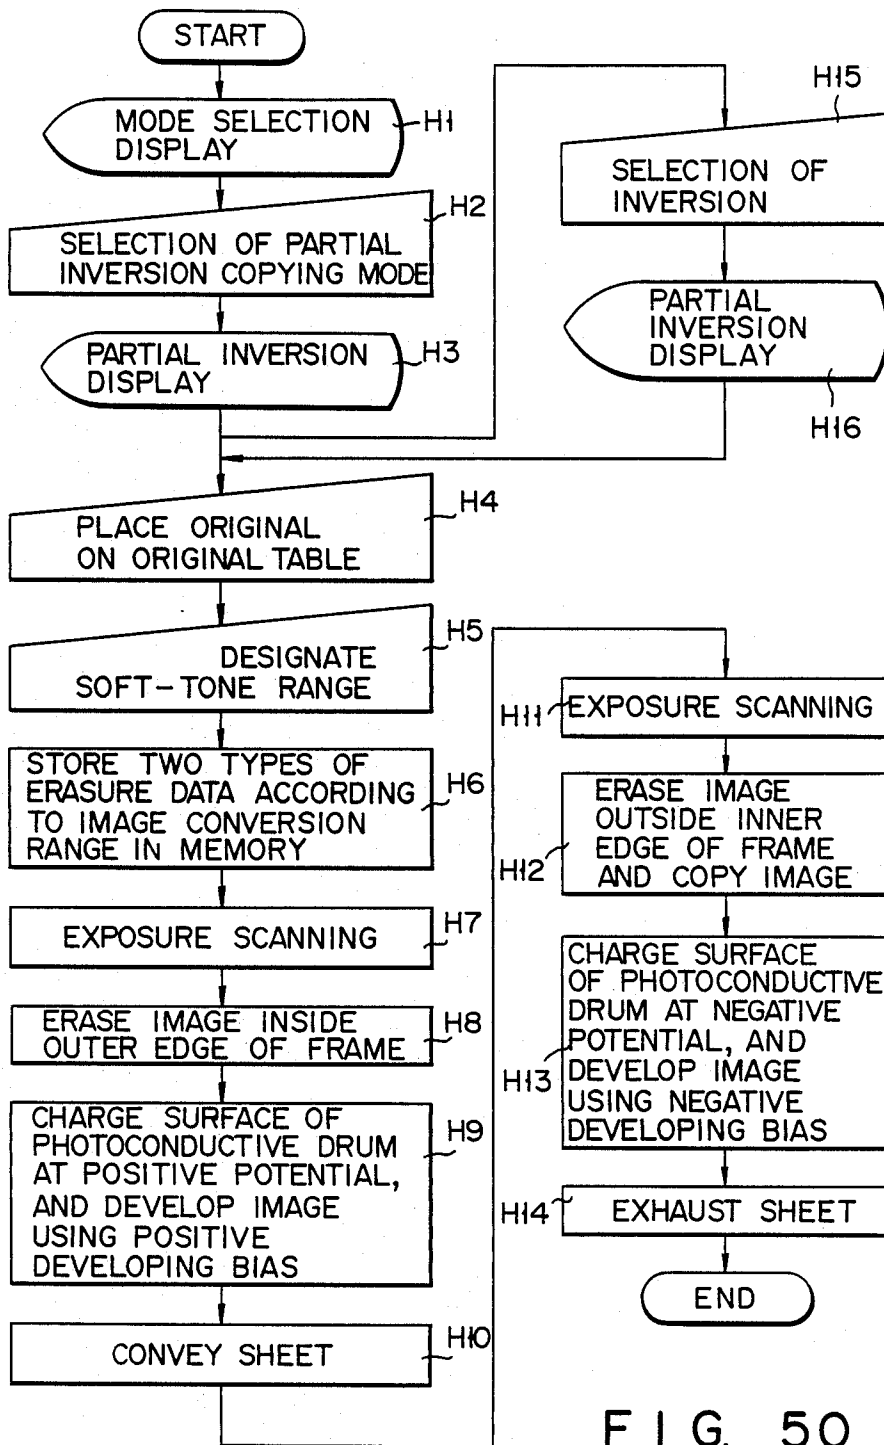 START
MODE SELECTION
DISPLAY
H1
H2
SELECTION OF PARTIAL
INVERSION COPYING MODE
PARTIAL INVERSION
DISPLAY
H3
H15
SELECTION OF
INVERSION
PARTIAL
INVERSION
DISPLAY
H16
H4
PLACE ORIGINAL
ON ORIGINAL TABLE
H5
DESIGNATE
SOFT-TONE RANGE
STORE TWO TYPES OF
ERASURE DATA ACCORDING
TO IMAGE CONVERSION
RANGE IN MEMORY
H6
EXPOSURE SCANNING
H7
ERASE IMAGE INSIDE
OUTER EDGE OF FRAME
H8
CHARGE SURFACE OF
PHOTOCONDUCTIVE DRUM
AT POSITIVE POTENTIAL,
AND DEVELOP IMAGE
USING POSITIVE
DEVELOPING BIAS
H9
CONVEY SHEET
H10
H11
EXPOSURE SCANNING
ERASE IMAGE
OUTSIDE INNER
EDGE OF FRAME
AND COPY IMAGE
H12
CHARGE SURFACE
OF PHOTOCONDUCTIVE
DRUM AT NEGATIVE
POTENTIAL, AND
DEVELOP IMAGE
USING NEGATIVE
DEVELOPING BIAS
H13
H14
EXHAUST SHEET
END
FIG. 50